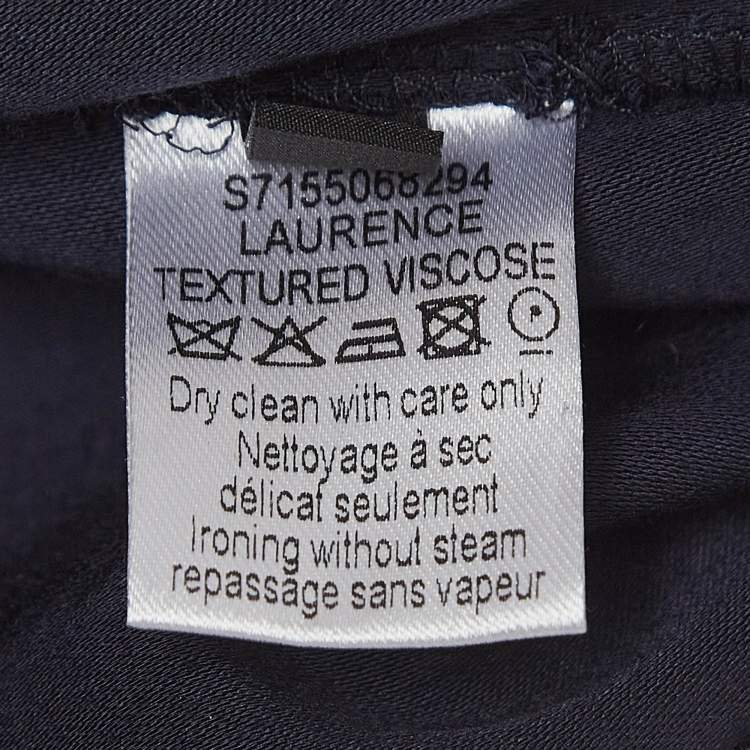 S7155068294
LAURENCE
TEXTURED VISCOSE
Dry clean with care only
Nettoyage à sec
délicat seulement
Ironing without steam
repassage sans vapeur